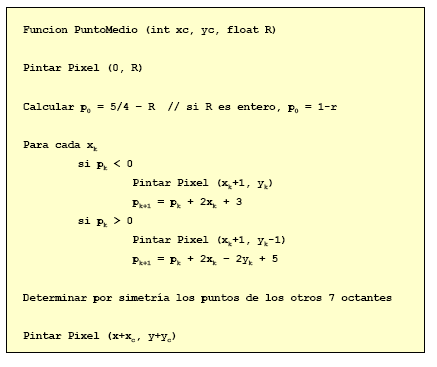 Funcion PuntoMedio (int xc, yc, float R)
Pintar Pixel (0, R)
Calcular p₀ = 5/4 – R // si R es entero, p₀ = 1-r
Para cada xₖ
si pₖ < 0
Pintar Pixel (xₖ+1, yₖ)
pₖ₊₁ = pₖ + 2xₖ + 3
si pₖ > 0
Pintar Pixel (xₖ+1, yₖ-1)
pₖ₊₁ = pₖ + 2xₖ – 2yₖ + 5
Determinar por simetría los puntos de los otros 7 octantes
Pintar Pixel (x+x_c, y+y_c)